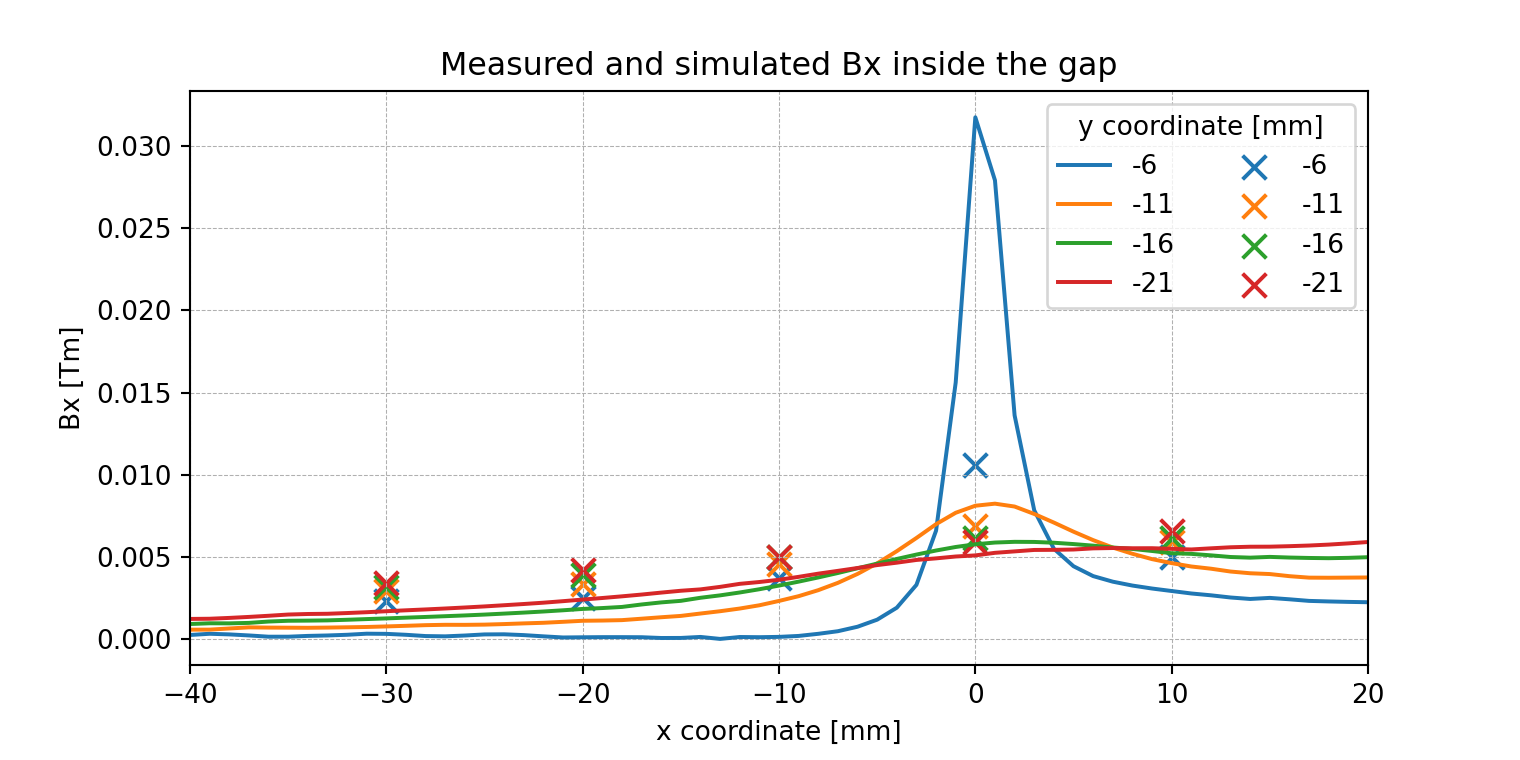 Measured and simulated Bx inside the gap
y coordinate [mm]
-6 -6
-11 -11
-16 -16
-21 -21
0.030
0.025
0.020
0.015
0.010
0.005
0.000
Bx [Tm]
−40 −30 −20 −10 0 10 20
x coordinate [mm]